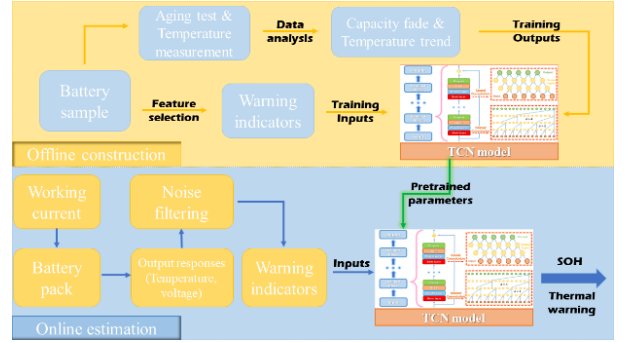 Aging test &
Temperature
measurement
Data
analysis
Capacity fade &
Temperature trend
Training
Outputs
Battery
sample
Feature
selection
Warning
indicators
Training
Inputs
TCN model
Offline construction
Pretrained
parameters
Working
current
Noise
filtering
Battery
pack
Output responses
(Temperature,
voltage)
Warning
indicators
Inputs
TCN model
SOH
Thermal
warning
Online estimation